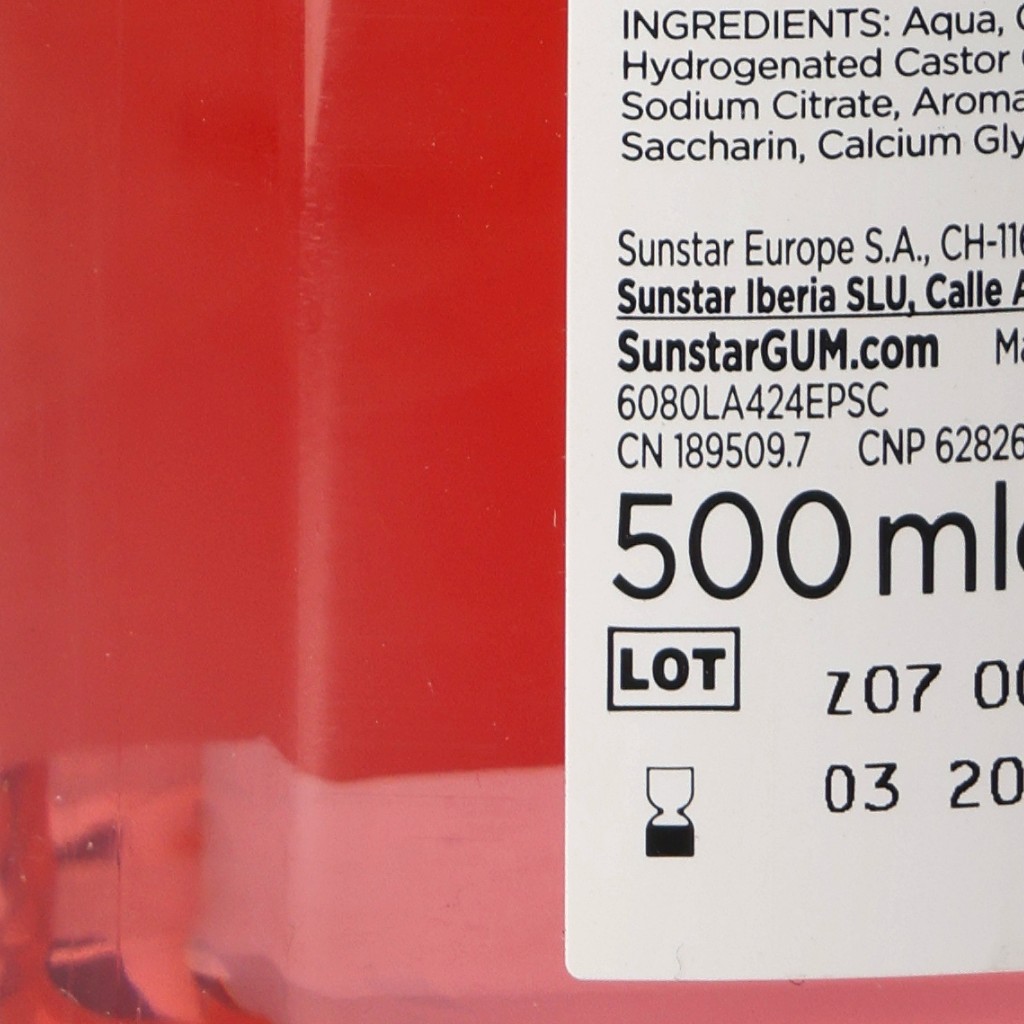 INGREDIENTS: Aqua,
Hydrogenated Castor
Sodium Citrate, Aroma
Saccharin, Calcium
Sunstar Europe S.A.,
Sunstar Iberia SLU, Calle
SunstarGUM.com
6080LA424EPSC
CN 189509.7 CNP 62826
500 ml
LOT
Z07
03